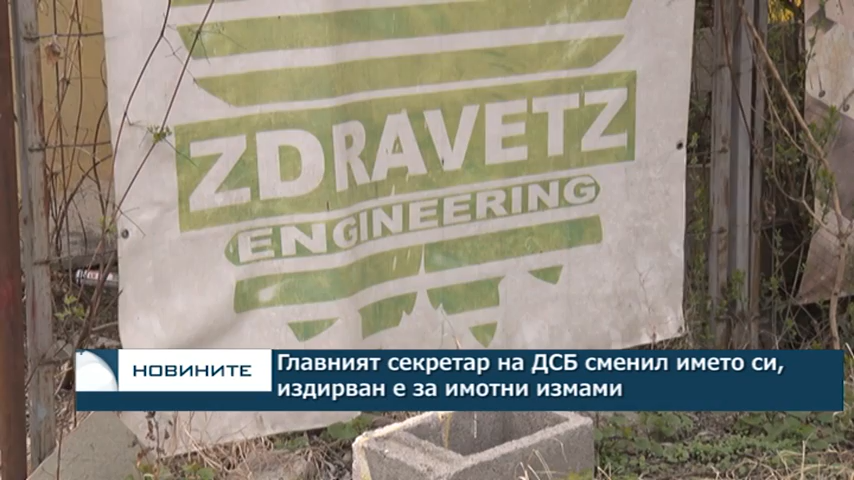 ZDRAVETZ
ENGINEERING
НОВИНИТЕ
Главният секретар на ДСБ сменил името си,
издирван е за имотни измами